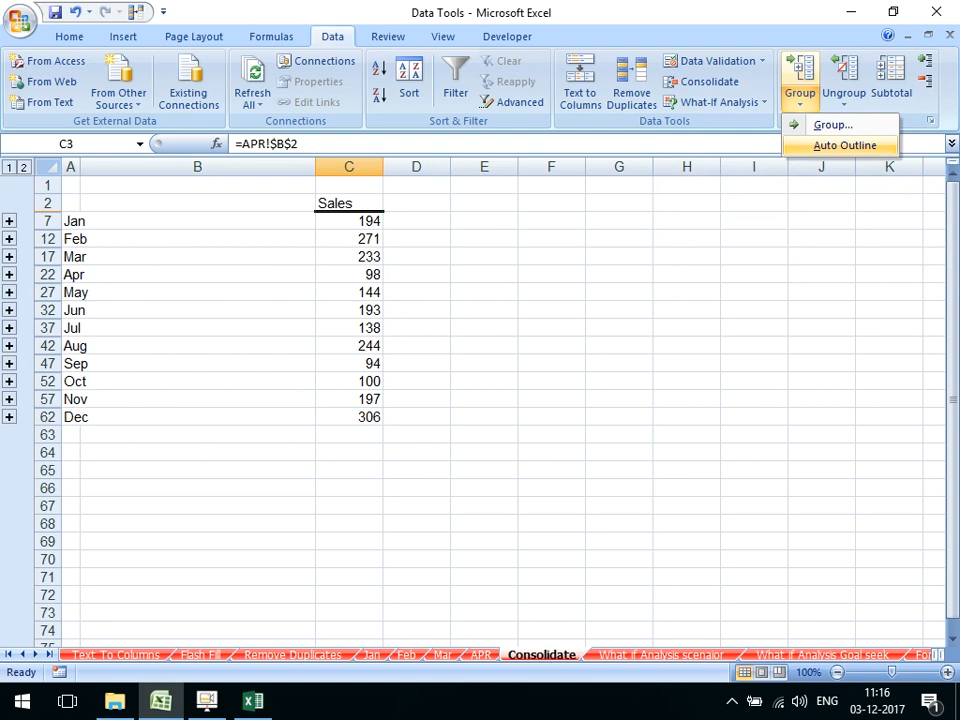 Data Tools - Microsoft Excel
Home Insert Page Layout Formulas Data Review View Developer
From Access
From Web
From Text
From Other Sources
Existing Connections
Get External Data
Refresh All
Connections
Properties
Edit Links
Connections
Sort
Filter
Clear
Reapply
Advanced
Sort & Filter
Text to Columns
Remove Duplicates
Data Validation
Consolidate
What-If Analysis
Data Tools
Group
Ungroup
Subtotal
Group...
Auto Outline
C3 fx =APR!$B$2
1 2 A B C D E F G H I J K
1
2 Sales
7 Jan 194
12 Feb 271
17 Mar 233
22 Apr 98
27 May 144
32 Jun 193
37 Jul 138
42 Aug 244
47 Sep 94
52 Oct 100
57 Nov 197
62 Dec 306
63
64
65
66
67
68
69
70
71
72
73
74
Text To Columns Flash Fill Remove Duplicates Jan Feb Mar APR Consolidate What if Analysis scenaior What if Analysis Goal seek
Ready 100%
ENG 11:16
03-12-2017
1